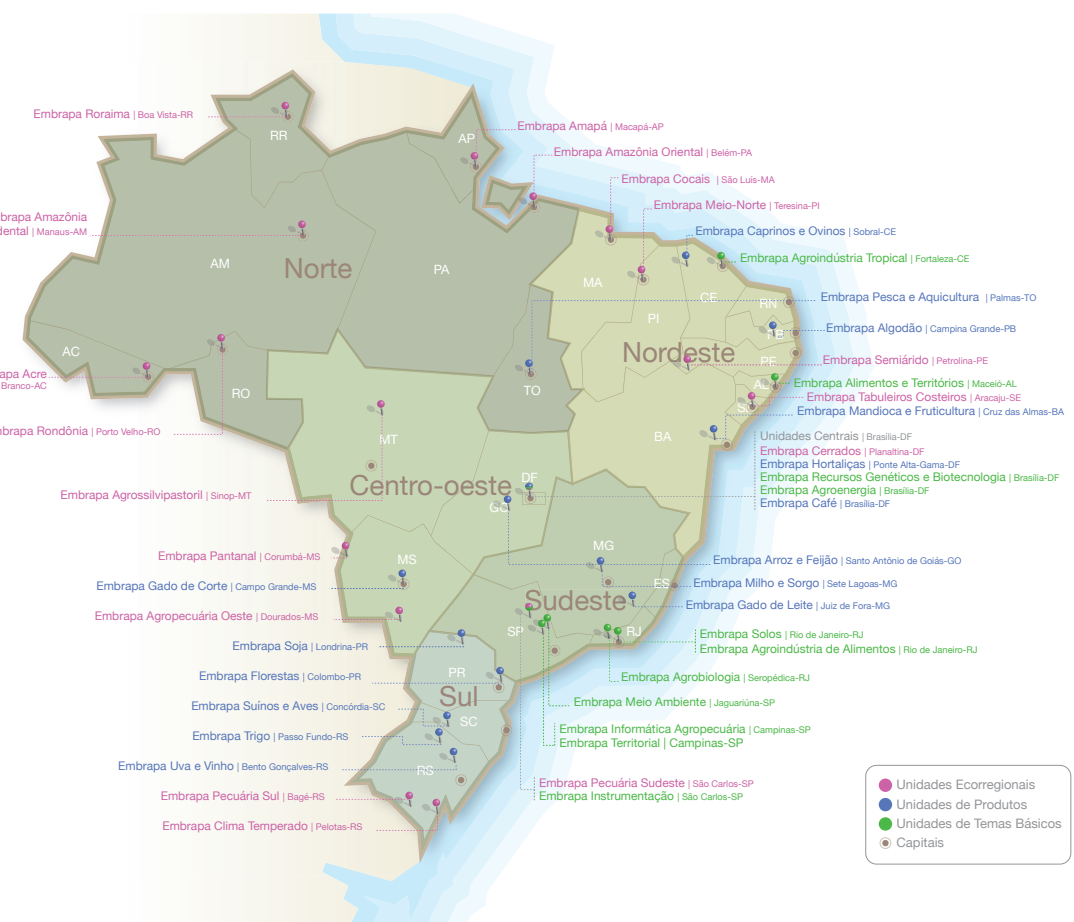 Embrapa Roraima | Boa Vista-RR
RR
AP
Embrapa Amapá | Macapá-AP
Embrapa Amazônia Oriental | Belém-PA
Embrapa Cocais | São Luís-MA
Embrapa Meio-Norte | Teresina-PI
Embrapa Caprinos e Ovinos | Sobral-CE
Embrapa Agroindústria Tropical | Fortaleza-CE
brapa Amazônia
dental | Manaus-AM
AM
Norte
PA
MA
CE
RN
PI
Embrapa Pesca e Aquicultura | Palmas-TO
Embrapa Algodão | Campina Grande-PB
PB
Nordeste
PE
Embrapa Semiárido | Petrolina-PE
AC
apa Acre
Branco-AC
RO
TO
AL
Embrapa Alimentos e Territórios | Maceió-AL
Embrapa Tabuleiros Costeiros | Aracaju-SE
Embrapa Mandioca e Fruticultura | Cruz das Almas-BA
brapa Rondônia | Porto Velho-RO
MT
BA
Unidades Centrais | Brasília-DF
Embrapa Cerrados | Planaltina-DF
Embrapa Hortaliças | Ponte Alta-Gama-DF
Embrapa Recursos Genéticos e Biotecnologia | Brasília-DF
Embrapa Agroenergia | Brasília-DF
Embrapa Café | Brasília-DF
Embrapa Agrossilvipastoril | Sinop-MT
Centro-oeste
DF
GO
Embrapa Pantanal | Corumbá-MS
MS
MG
Embrapa Arroz e Feijão | Santo Antônio de Goiás-GO
Embrapa Gado de Corte | Campo Grande-MS
ES
Embrapa Milho e Sorgo | Sete Lagoas-MG
Sudeste
Embrapa Gado de Leite | Juiz de Fora-MG
Embrapa Agropecuária Oeste | Dourados-MS
SP
RJ
Embrapa Solos | Rio de Janeiro-RJ
Embrapa Agroindústria de Alimentos | Rio de Janeiro-RJ
Embrapa Soja | Londrina-PR
Embrapa Florestas | Colombo-PR
PR
Sul
Embrapa Agrobiologia | Seropédica-RJ
Embrapa Meio Ambiente | Jaguariúna-SP
Embrapa Suínos e Aves | Concórdia-SC
SC
Embrapa Informática Agropecuária | Campinas-SP
Embrapa Territorial | Campinas-SP
Embrapa Trigo | Passo Fundo-RS
Embrapa Uva e Vinho | Bento Gonçalves-RS
RS
Embrapa Pecuária Sudeste | São Carlos-SP
Embrapa Instrumentação | São Carlos-SP
Embrapa Pecuária Sul | Bagé-RS
Embrapa Clima Temperado | Pelotas-RS
Unidades Ecorregionais
Unidades de Produtos
Unidades de Temas Básicos
Capitais